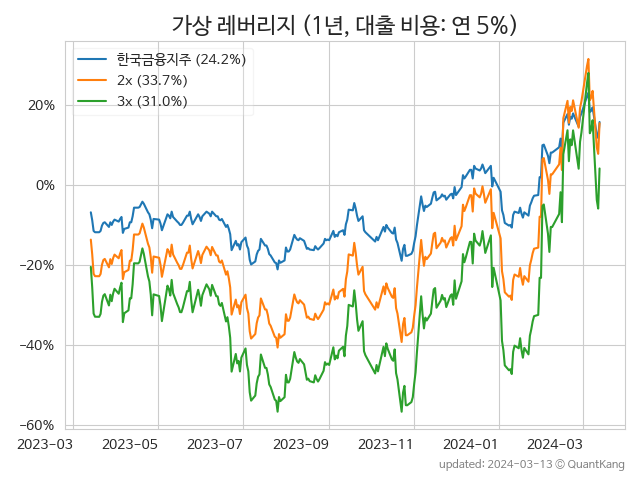 가상 레버리지 (1년, 대출 비용: 연 5%)
한국금융지주 (24.2%)
2x (33.7%)
3x (31.0%)
20%
0%
−20%
−40%
−60%
2023-03 2023-05 2023-07 2023-09 2023-11 2024-01 2024-03
updated: 2024-03-13 ⓒ QuantKang